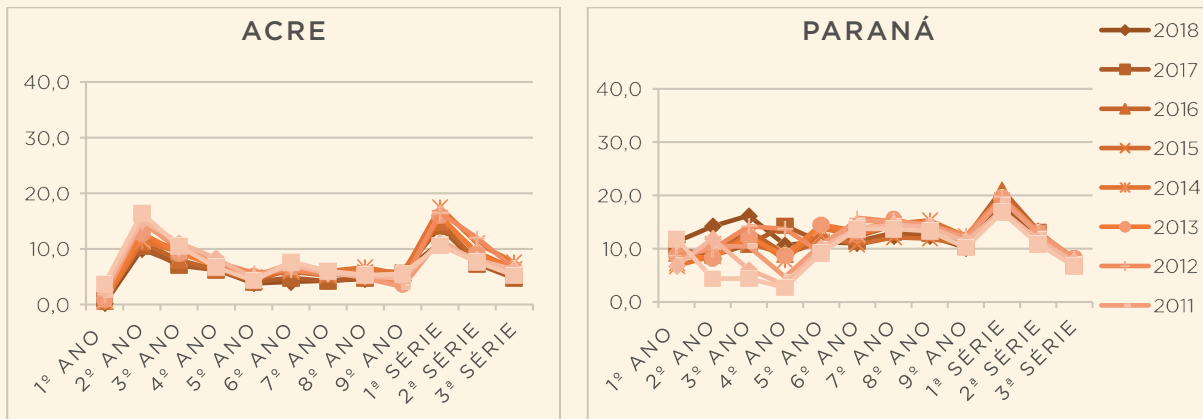 ACRE
40,0
30,0
20,0
10,0
0,0
1º ANO
2º ANO
3º ANO
4º ANO
5º ANO
6º ANO
7º ANO
8º ANO
9º ANO
1ª SÉRIE
2ª SÉRIE
3ª SÉRIE
PARANÁ
40,0
30,0
20,0
10,0
0,0
1º ANO
2º ANO
3º ANO
4º ANO
5º ANO
6º ANO
7º ANO
8º ANO
9º ANO
1ª SÉRIE
2ª SÉRIE
3ª SÉRIE
2018
2017
2016
2015
2014
2013
2012
2011